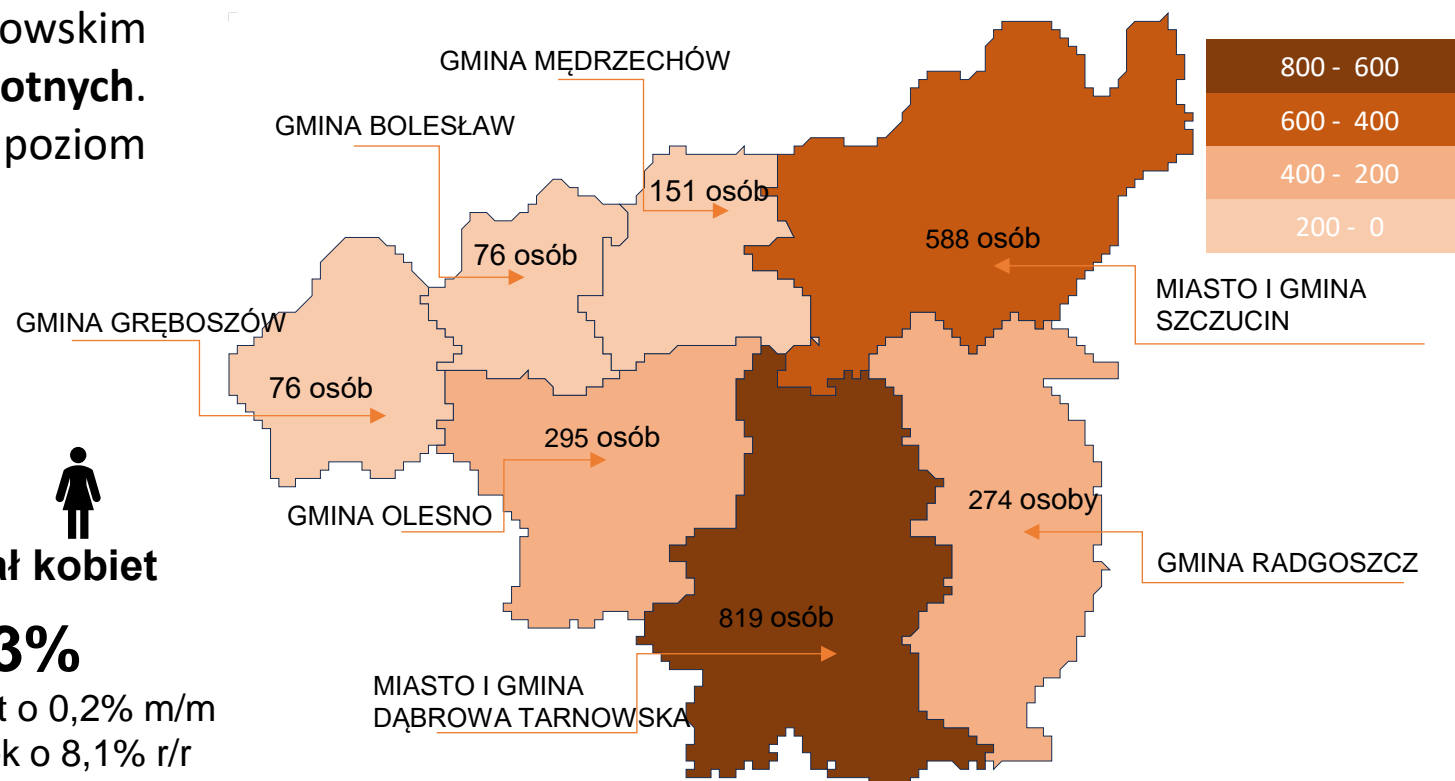 owskim
otnych.
poziom
GMINA MĘDRZECHÓW
GMINA BOLESŁAW
800 - 600
600 - 400
400 - 200
200 - 0
151 osób
588 osób
76 osób
MIASTO I GMINA
SZCZUCIN
GMINA GRĘBOSZÓW
76 osób
295 osób
274 osoby
GMINA OLESNO
GMINA RADGOSZCZ
ał kobiet
819 osób
3%
MIASTO I GMINA
DĄBROWA TARNOWSKA
t o 0,2% m/m
k o 8,1% r/r